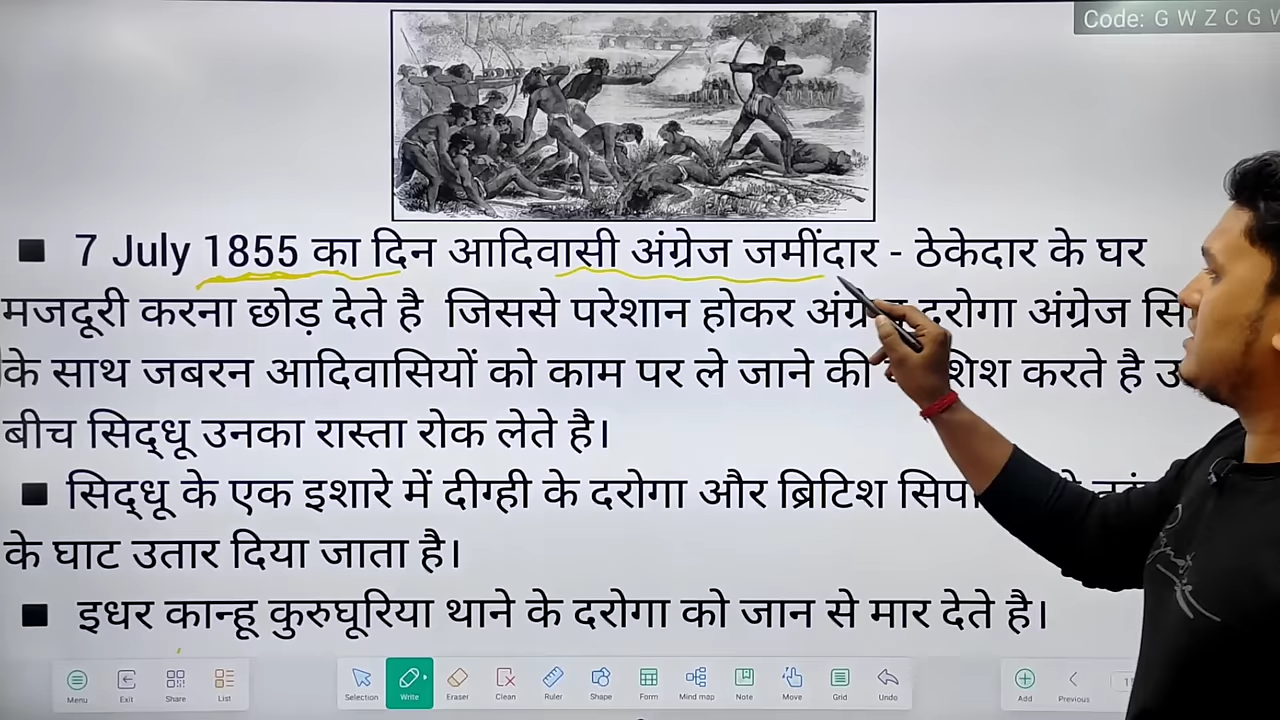 Code: G W Z C G W
▪ 7 July 1855 का दिन आदिवासी अंग्रेज जमींदार - ठेकेदार के घर
मजदूरी करना छोड़ देते है जिससे परेशान होकर दरोगा अंग्रेज
के साथ जबरन आदिवासियों को काम पर ले जाने की करते है
बीच सिद्धू उनका रास्ता रोक लेते है।
▪ सिद्धू के एक इशारे में दीग्ही के दरोगा और ब्रिटिश
के घाट उतार दिया जाता है।
▪ इधर कान्हू कुरुघूरिया थाने के दरोगा को जान से मार देते है।
Menu Exit Share List Selection Write Eraser Clean Ruler Shape Form Mind map Note Move Grid Undo Add Previous